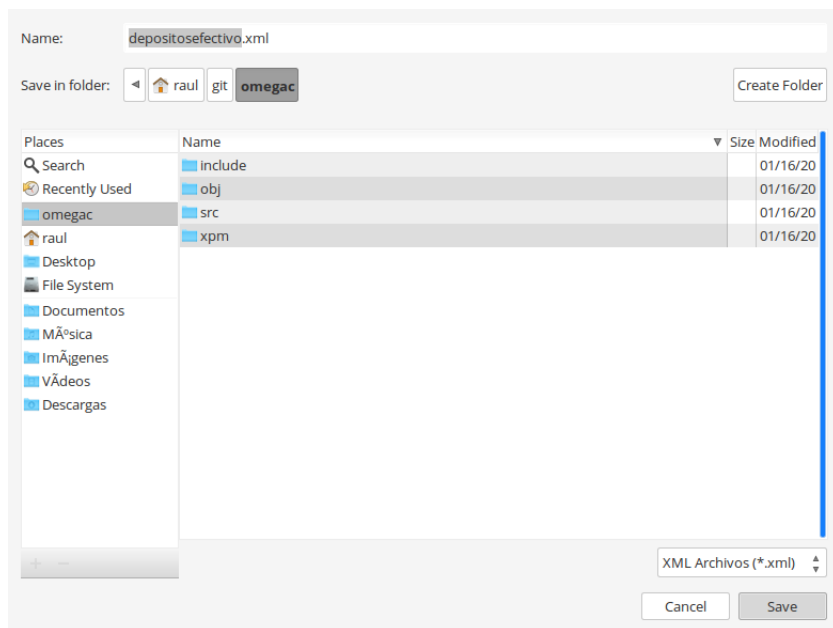 Name: depositosefectivo.xml
Save in folder: raul git omegac Create Folder
Places Name Size Modified
Search include 01/16/20
Recently Used obj 01/16/20
omegac src 01/16/20
raul xpm 01/16/20
Desktop
File System
Documentos
MÃºsica
ImÃ¡genes
VÃdeos
Descargas
XML Archivos (*.xml)
Cancel Save